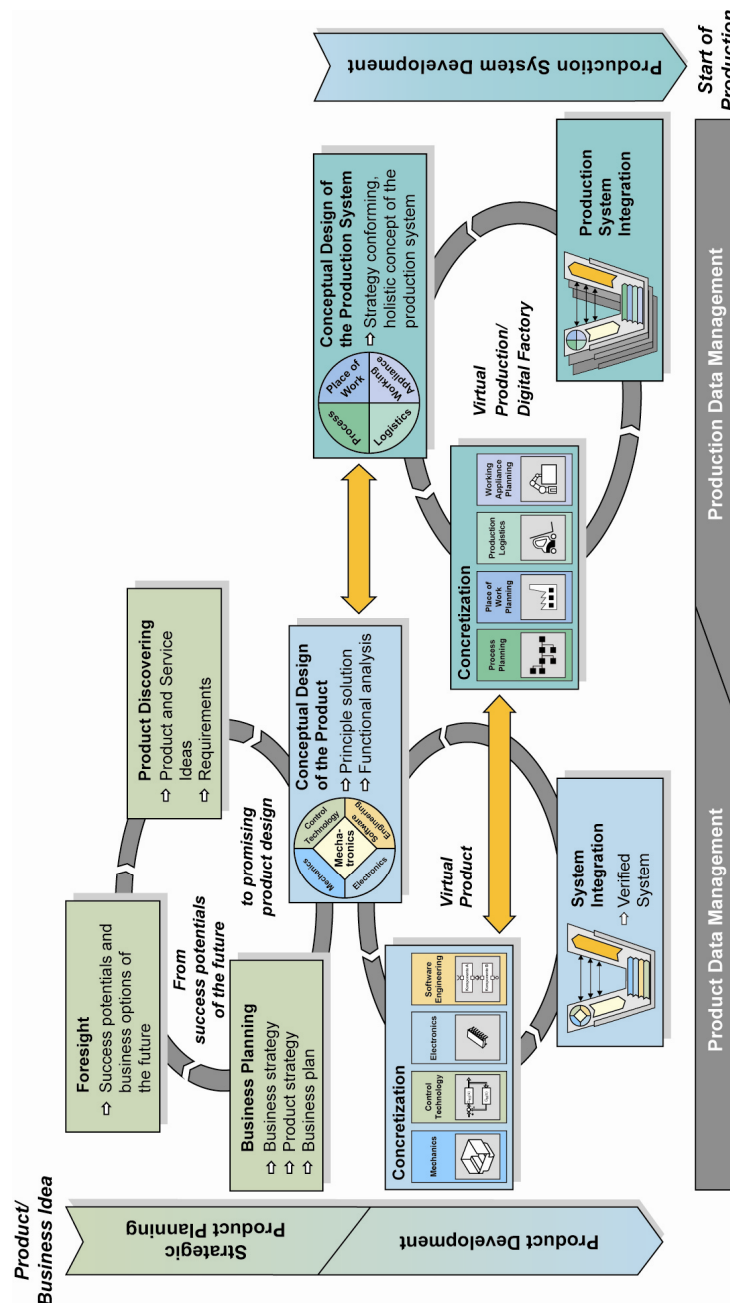 Product/
Business Idea
Strategic
Product Planning
Product Development
Foresight
⇨ Success potentials and
business options of
the future
Product Discovering
⇨ Product and Service
Ideas
⇨ Requirements
From
success potentials
of the future
to promising
product design
Business Planning
⇨ Business strategy
⇨ Product strategy
⇨ Business plan
Conceptual Design
of the Product
⇨ Principle solution
⇨ Functional analysis
Mechanics
Control
Technology
Mecha-
tronics
Electronics
Software
Engineering
Conceptual Design of
the Production System
⇨ Strategy conforming,
holistic concept of the
production system
Process
Place of
Work
Logistics
Working
Appliance
Production System Development
Concretization
Mechanics
Control
Technology
Electronics
Software
Engineering
Virtual
Product
System
Integration
⇨ Verified
System
Concretization
Process
Planning
Place of
Work
Planning
Production
Logistics
Working
Appliance
Planning
Virtual
Production/
Digital Factory
Production
System
Integration
Product Data Management
Production Data Management
Start of
Production